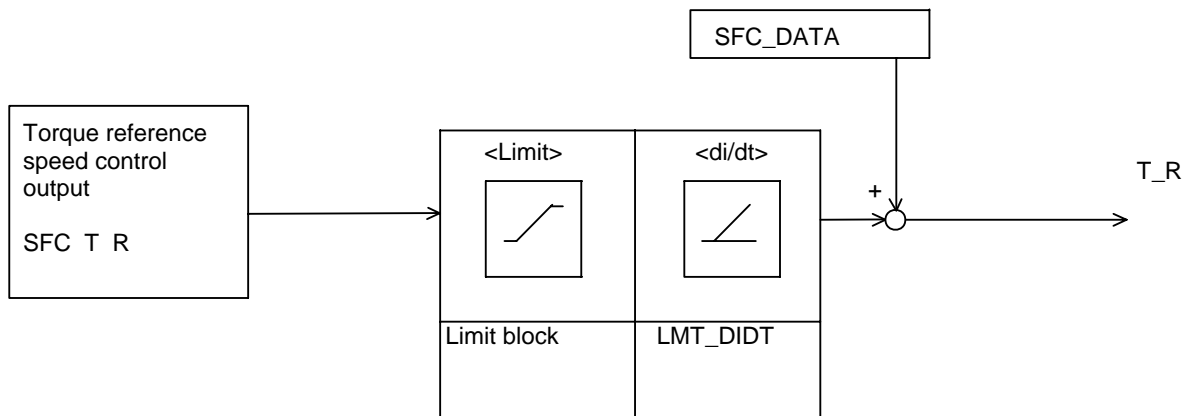 SFC_DATA
Torque reference
speed control
output
SFC T R
<Limit>
<di/dt>
+
T_R
Limit block
LMT_DIDT